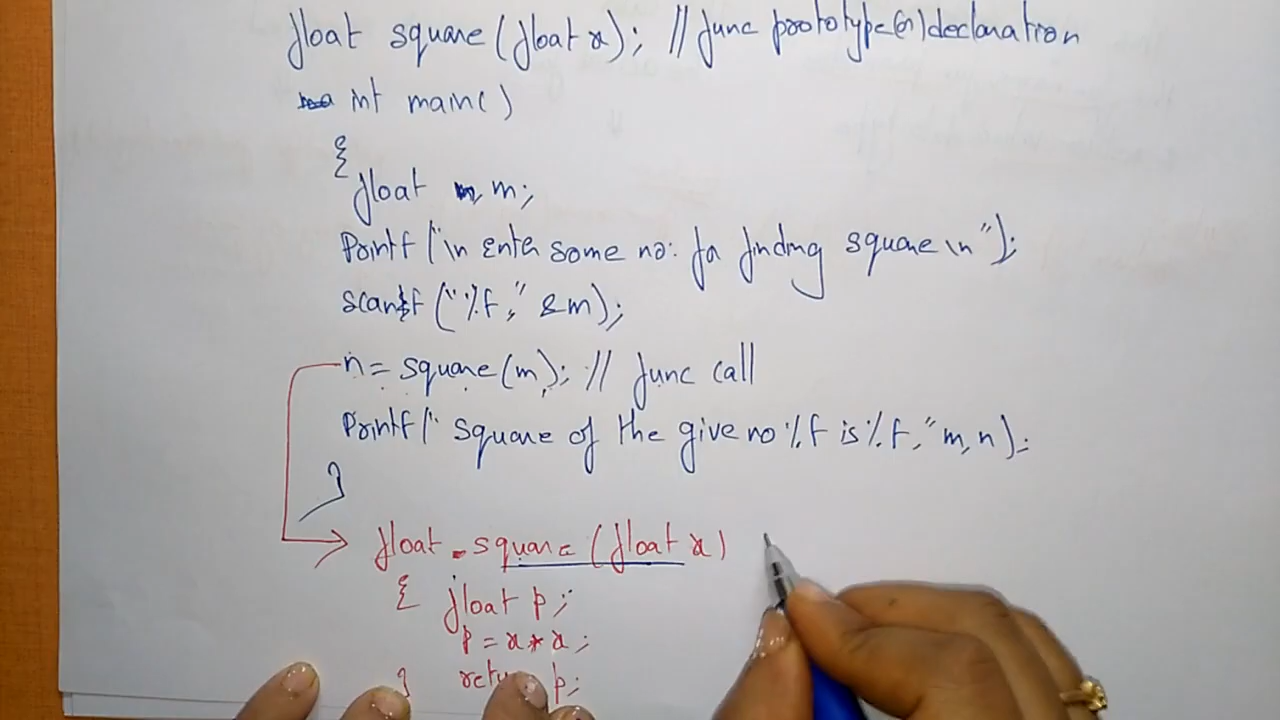 float square (float x); // func prototype (or) declaration
int main()
{
float m;
Printf ("\n Enter some no: for finding square \n");
scanf ("%f," &m);
n = square (m); // func call
Printf (" square of the give no %f is %f," m, n);
}
float square (float x)
{ float p;
p = x * x;
} p;